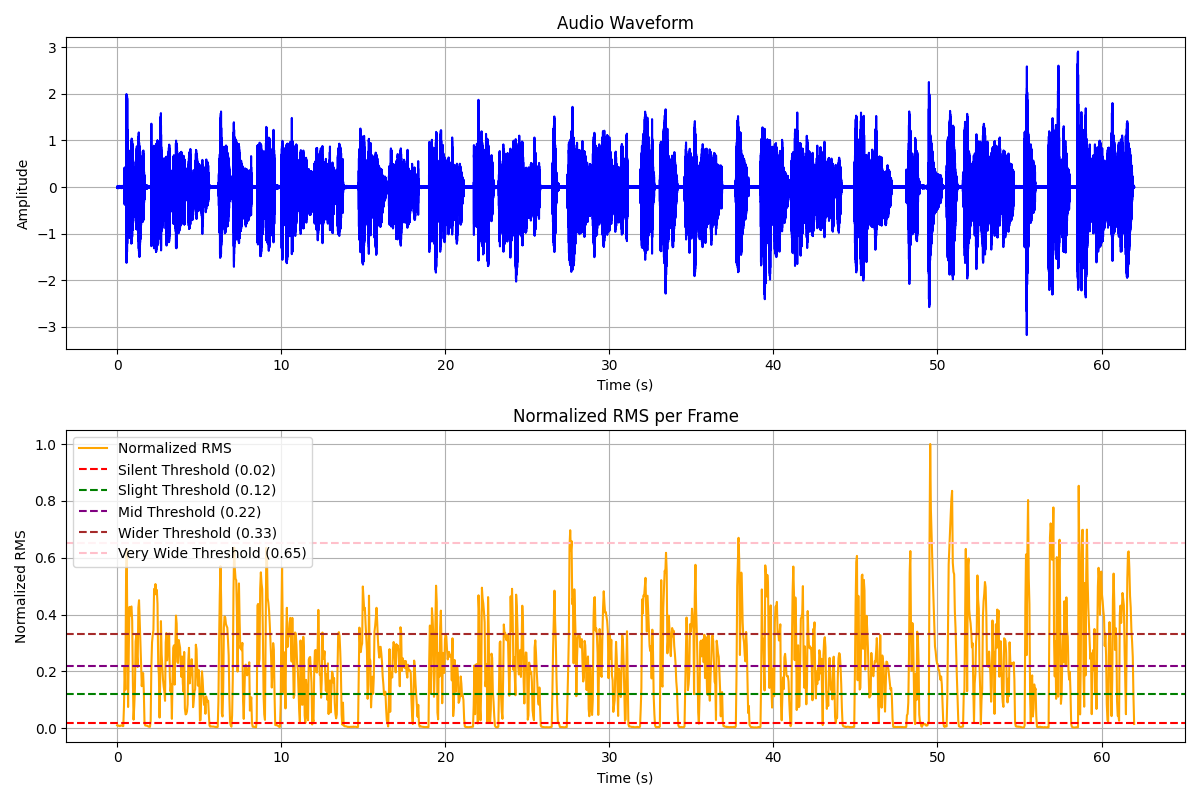 Audio Waveform
3
2
1
0
−1
−2
−3
Amplitude
0 10 20 30 40 50 60
Time (s)
Normalized RMS per Frame
1.0
0.8
0.6
0.4
0.2
0.0
Normalized RMS
Normalized RMS
Silent Threshold (0.02)
Slight Threshold (0.12)
Mid Threshold (0.22)
Wider Threshold (0.33)
Very Wide Threshold (0.65)
0 10 20 30 40 50 60
Time (s)